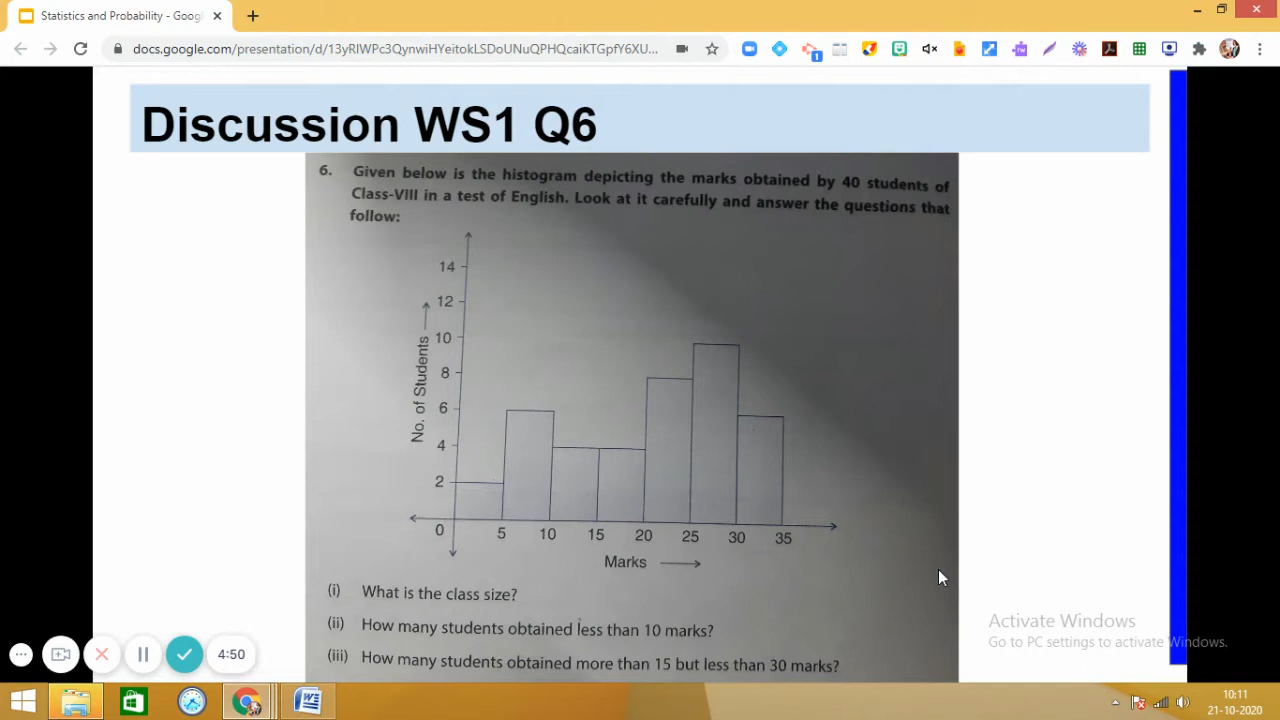 Statistics and Probability - Goog
docs.google.com/presentation/d/13yRlWPc3QynwiHYeitokLSDoUNuQPHQcaiKTGpfY6XU...
1
Discussion WS1 Q6
6. Given below is the histogram depicting the marks obtained by 40 students of
Class-VIII in a test of English. Look at it carefully and answer the questions that
follow:
14
12
10
8
6
4
2
0
No. of Students
5 10 15 20 25 30 35
Marks
(i) What is the class size?
(ii) How many students obtained less than 10 marks?
(iii) How many students obtained more than 15 but less than 30 marks?
Activate Windows
Go to PC settings to activate Windows.
4:50
10:11
21-10-2020